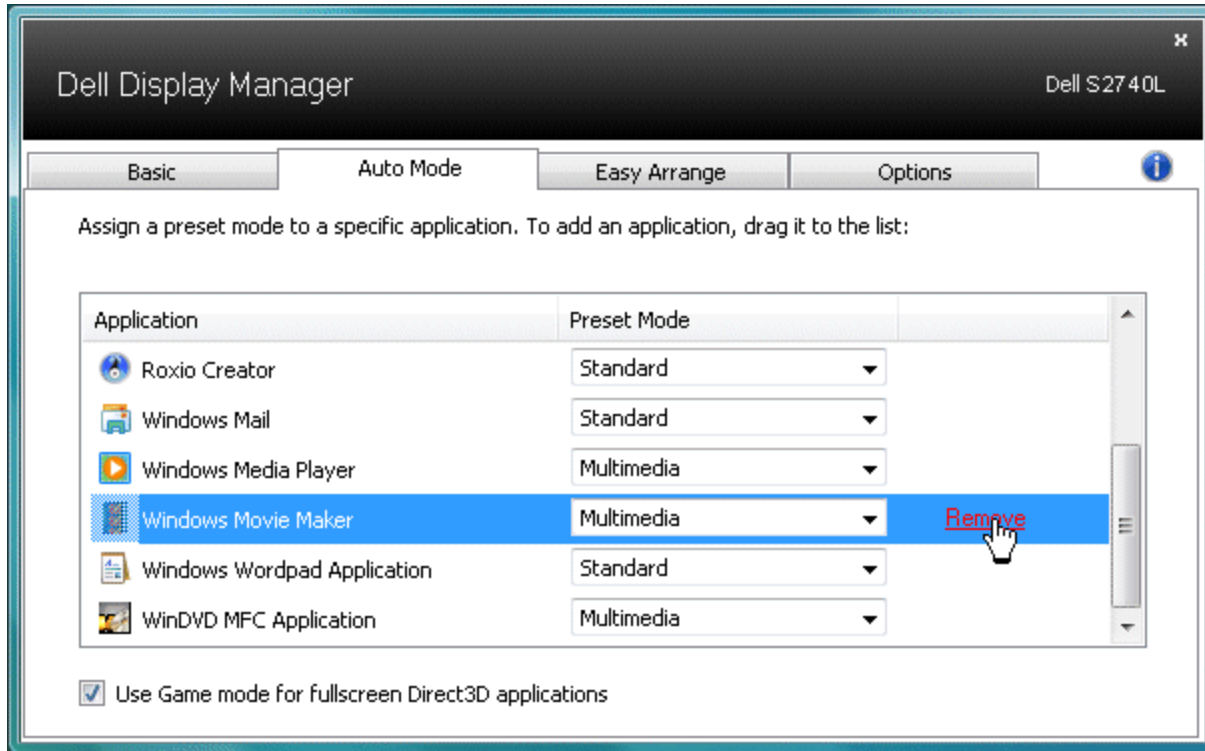 x
Dell Display Manager
Dell S2740L
Basic Auto Mode Easy Arrange Options
Assign a preset mode to a specific application. To add an application, drag it to the list:
Application Preset Mode
Roxio Creator Standard
Windows Mail Standard
Windows Media Player Multimedia
Windows Movie Maker Multimedia Remove
Windows Wordpad Application Standard
WinDVD MFC Application Multimedia
Use Game mode for fullscreen Direct3D applications